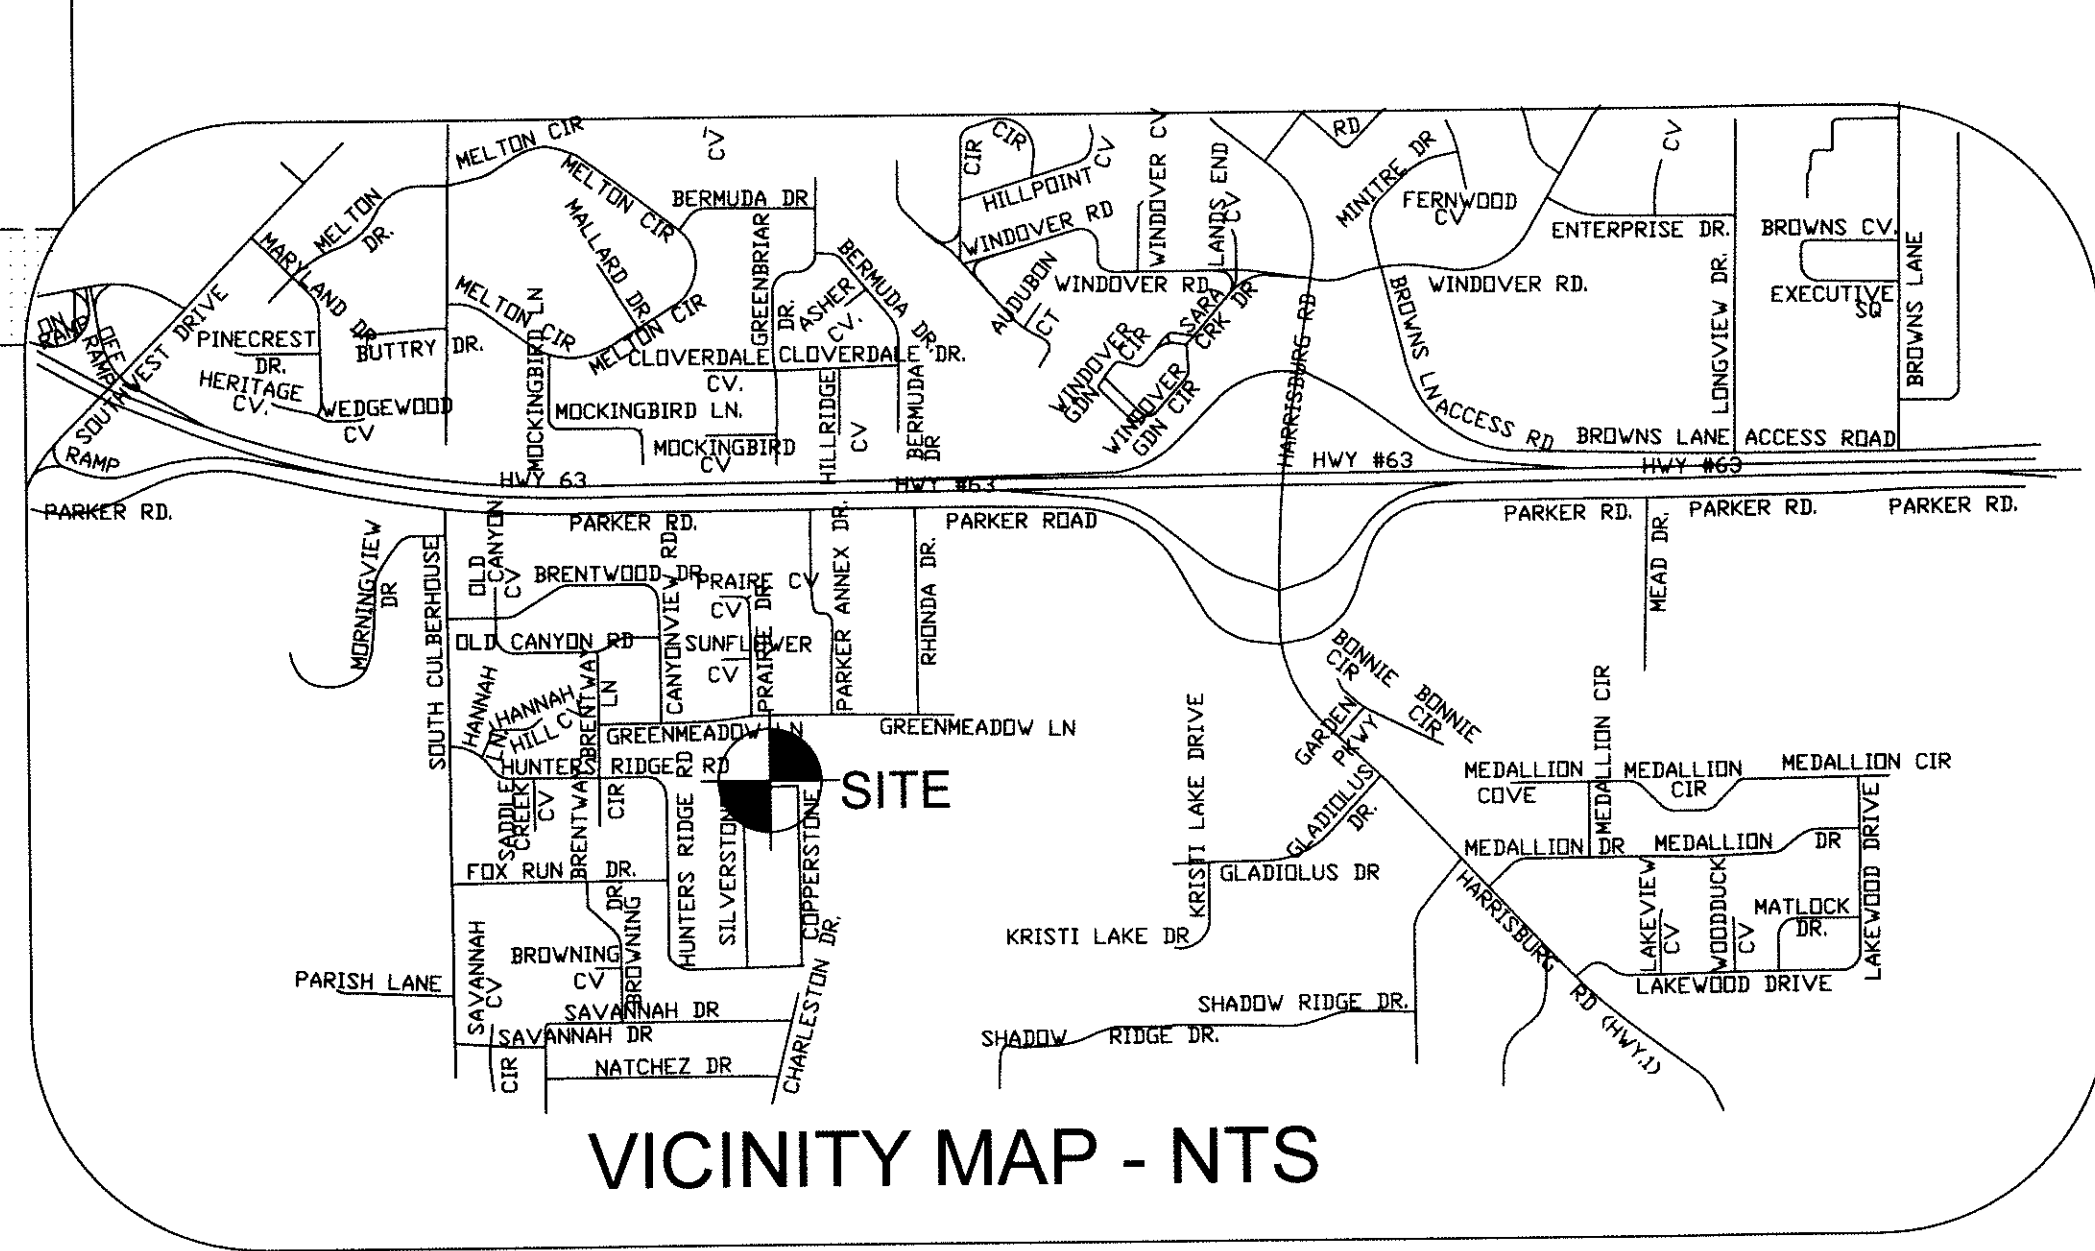 MELTON CIR
MELTON CIR
MALLARD DR.
MELTON
DR.
MARYLAND DR.
CV
BERMUDA DR
GREENBRIAR
DR.
ASHER
CV.
BERMUDA DR.
BERMUDA
DR
CIR
CIR
HILLPOINT
CV
WINDOVER RD
WINDOVER CV
LANDS END
CV
RD
MINITRE DR
FERNWOOD
CV
CV
ENTERPRISE DR.
BROWNS CV.
EXECUTIVE
SQ
BROWNS LANE
LONGVIEW DR.
AUDUBON
CT
WINDOVER RD.
WINDOVER RD.
SARA
CRK DR.
WINDOVER
GDN CIR
WINDOVER
GDN CIR
HARRISBURG RD
BROWNS LN
ACCESS RD
BROWNS LANE ACCESS ROAD
ON
RAMP
OFF
RAMP
SOUTHWEST DRIVE
RAMP
PINECREST
DR.
HERITAGE
CV.
BUTTRY DR.
WEDGEWOOD
CV
MELTON CIR
MELTON CIR
MOCKINGBIRD LN
MOCKINGBIRD LN.
MOCKINGBIRD
CV
CLOVERDALE
CV.
CLOVERDALE DR.
HILLRIDGE
CV
HWY 63
HWY #63
HWY #63
HWY #63
PARKER RD.
PARKER RD.
PARKER ROAD
PARKER RD.
PARKER RD.
PARKER RD.
MORNINGVIEW
DR
SOUTH CULBERHOUSE
OLD
CANYON
CV
BRENTWOOD DR
OLD CANYON RD
CANYONVIEW
RD
PRAIRE CV
CV
SUNFLOWER
CV
PRAIRIE DR
PARKER ANNEX DR.
RHONDA DR.
MEAD DR.
HANNAH
LN.
HANNAH
HILL CV
BRENTWAY
LN
GREENMEADOW LN
GREENMEADOW LN
HUNTERS RIDGE RD
HUNTERS RIDGE RD
SADDLE
CREEK
CV
BRENTWAY
CIR
SILVERSTONE
COPPERSTONE
SITE
FOX RUN DR.
BROWNING
DR.
BROWNING
CV
PARISH LANE
SAVANNAH
CV
SAVANNAH DR
SAVANNAH DR
CIR
NATCHEZ DR
CHARLESTON DR.
BONNIE
CIR
BONNIE
BONNIE
CIR
GARDEN
PKWY
GLADIOLUS
DR.
GLADIOLUS DR
KRISTI LAKE DRIVE
KRISTI
KRISTI LAKE DR
SHADOW RIDGE DR.
SHADOW RIDGE DR.
MEDALLION
COVE
MEDALLION CIR
MEDALLION
CIR
MEDALLION CIR
MEDALLION DR
MEDALLION DR
LAKEVIEW
CV
WOODDUCK
CV
MATLOCK
DR.
LAKEWOOD DRIVE
LAKEWOOD DRIVE
HARRISBURG
RD (HWY.1)
VICINITY MAP - NTS